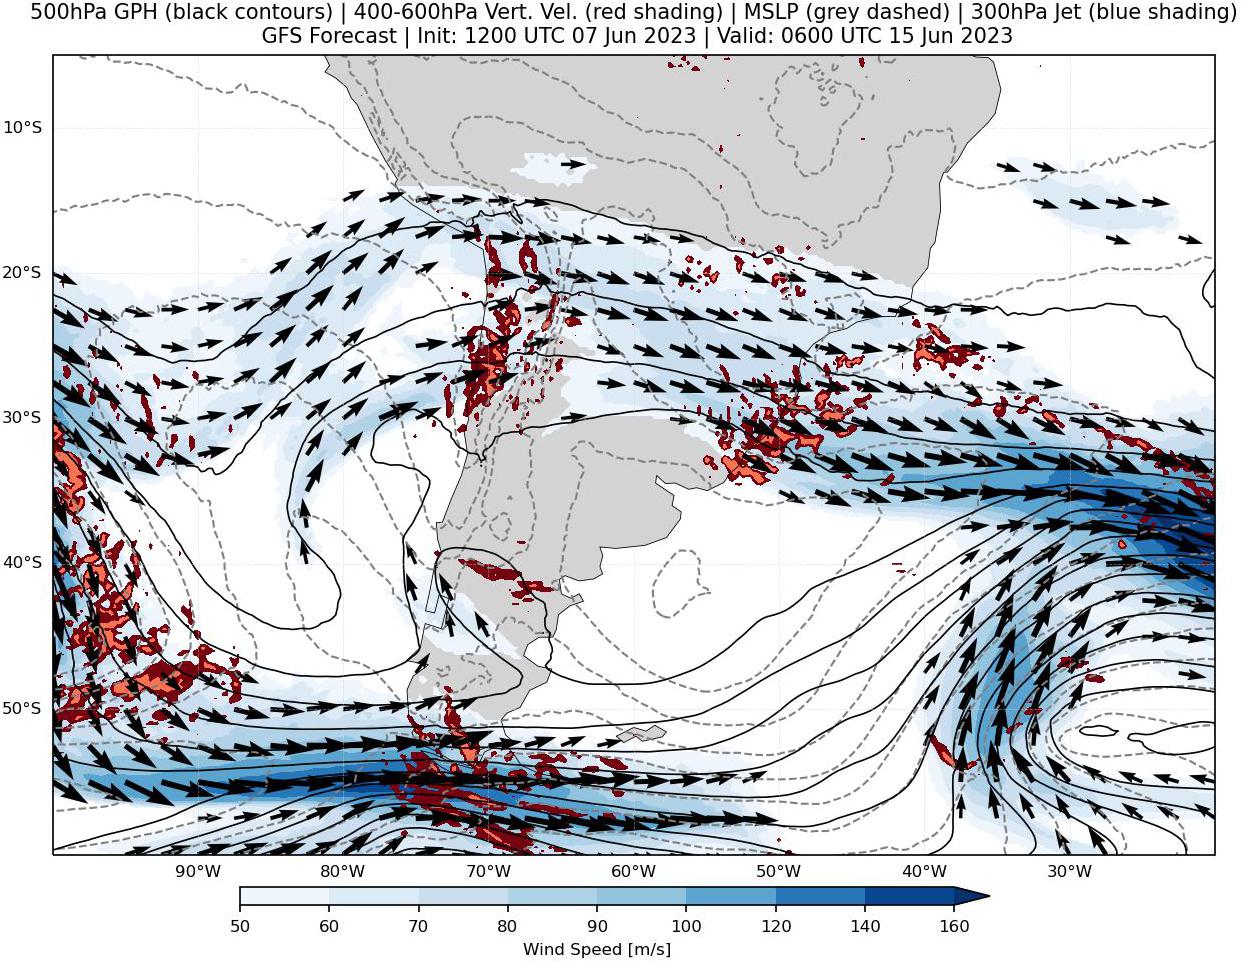 500hPa GPH (black contours) | 400-600hPa Vert. Vel. (red shading) | MSLP (grey dashed) | 300hPa Jet (blue shading)
GFS Forecast | Init: 1200 UTC 07 Jun 2023 | Valid: 0600 UTC 15 Jun 2023
10°S
20°S
30°S
40°S
50°S
90°W 80°W 70°W 60°W 50°W 40°W 30°W
50 60 70 80 90 100 120 140 160
Wind Speed [m/s]